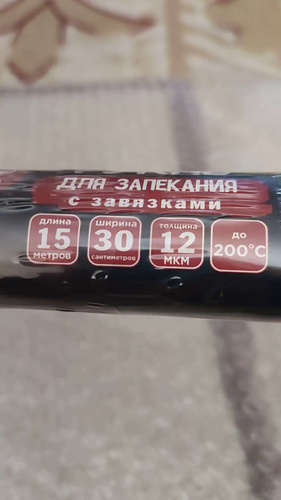 ДЛЯ ЗАПЕКАНИЯ
с завязками
длина
15
метров
ширина
30
сантиметров
толщина
12
мкм
до
200°С